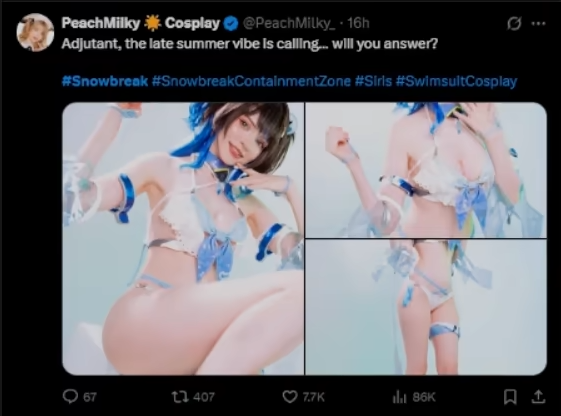 PeachMilky ☀️ Cosplay @PeachMilky_ · 16h
Adjutant, the late summer vibe is calling... will you answer?
#Snowbreak #SnowbreakContainmentZone #Siris #SwimsuitCosplay
67 407 7.7K 86K